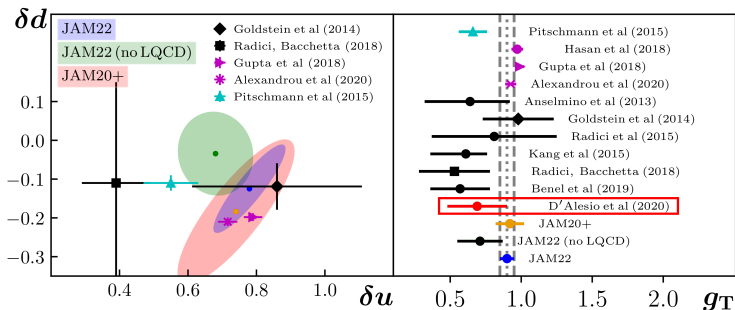 δd
JAM22
JAM22 (no LQCD)
JAM20+
Goldstein et al (2014)
Radici, Bacchetta (2018)
Gupta et al (2018)
Alexandrou et al (2020)
Pitschmann et al (2015)
0.1
0.0
−0.1
−0.2
−0.3
0.4
0.6
0.8
1.0
δu
Pitschmann et al (2015)
Hasan et al (2018)
Gupta et al (2018)
Alexandrou et al (2020)
Anselmino et al (2013)
Goldstein et al (2014)
Radici et al (2015)
Kang et al (2015)
Radici, Bacchetta (2018)
Benel et al (2019)
D′Alesio et al (2020)
JAM20+
JAM22 (no LQCD)
JAM22
0.5
1.0
1.5
2.0
gT